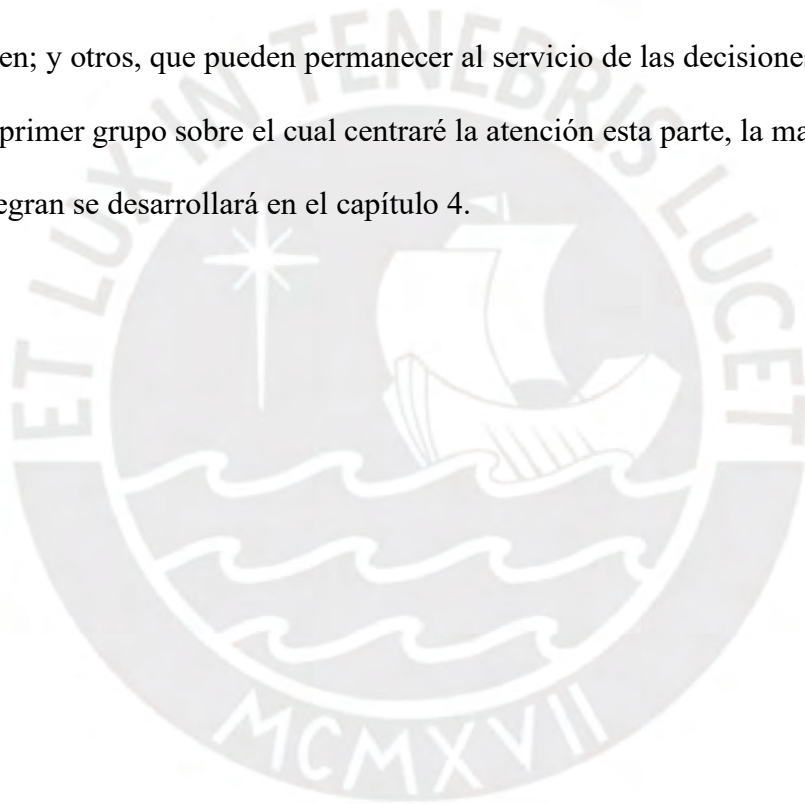 en; y otros, que pueden permanecer al servicio de las decisiones
primer grupo sobre el cual centraré la atención esta parte, la ma
egran se desarrollará en el capítulo 4.
ET LUX IN TENEBRIS LUCET
MCMXVII